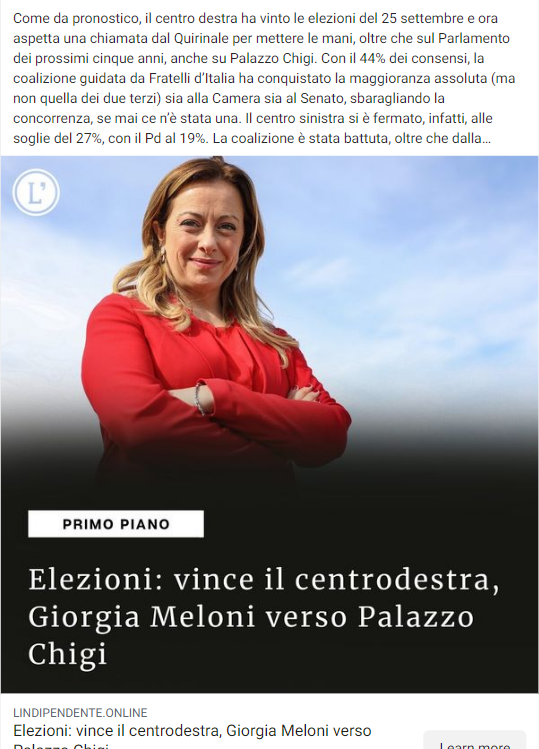 Come da pronostico, il centro destra ha vinto le elezioni del 25 settembre e ora
aspetta una chiamata dal Quirinale per mettere le mani, oltre che sul Parlamento
dei prossimi cinque anni, anche su Palazzo Chigi. Con il 44% dei consensi, la
coalizione guidata da Fratelli d’Italia ha conquistato la maggioranza assoluta (ma
non quella dei due terzi) sia alla Camera sia al Senato, sbaragliando la
concorrenza, se mai ce n’è stata una. Il centro sinistra si è fermato, infatti, alle
soglie del 27%, con il Pd al 19%. La coalizione è stata battuta, oltre che dalla...
L’
PRIMO PIANO
Elezioni: vince il centrodestra,
Giorgia Meloni verso Palazzo
Chigi
LINDIPENDENTE.ONLINE
Elezioni: vince il centrodestra, Giorgia Meloni verso
Palazzo Chigi
Learn more